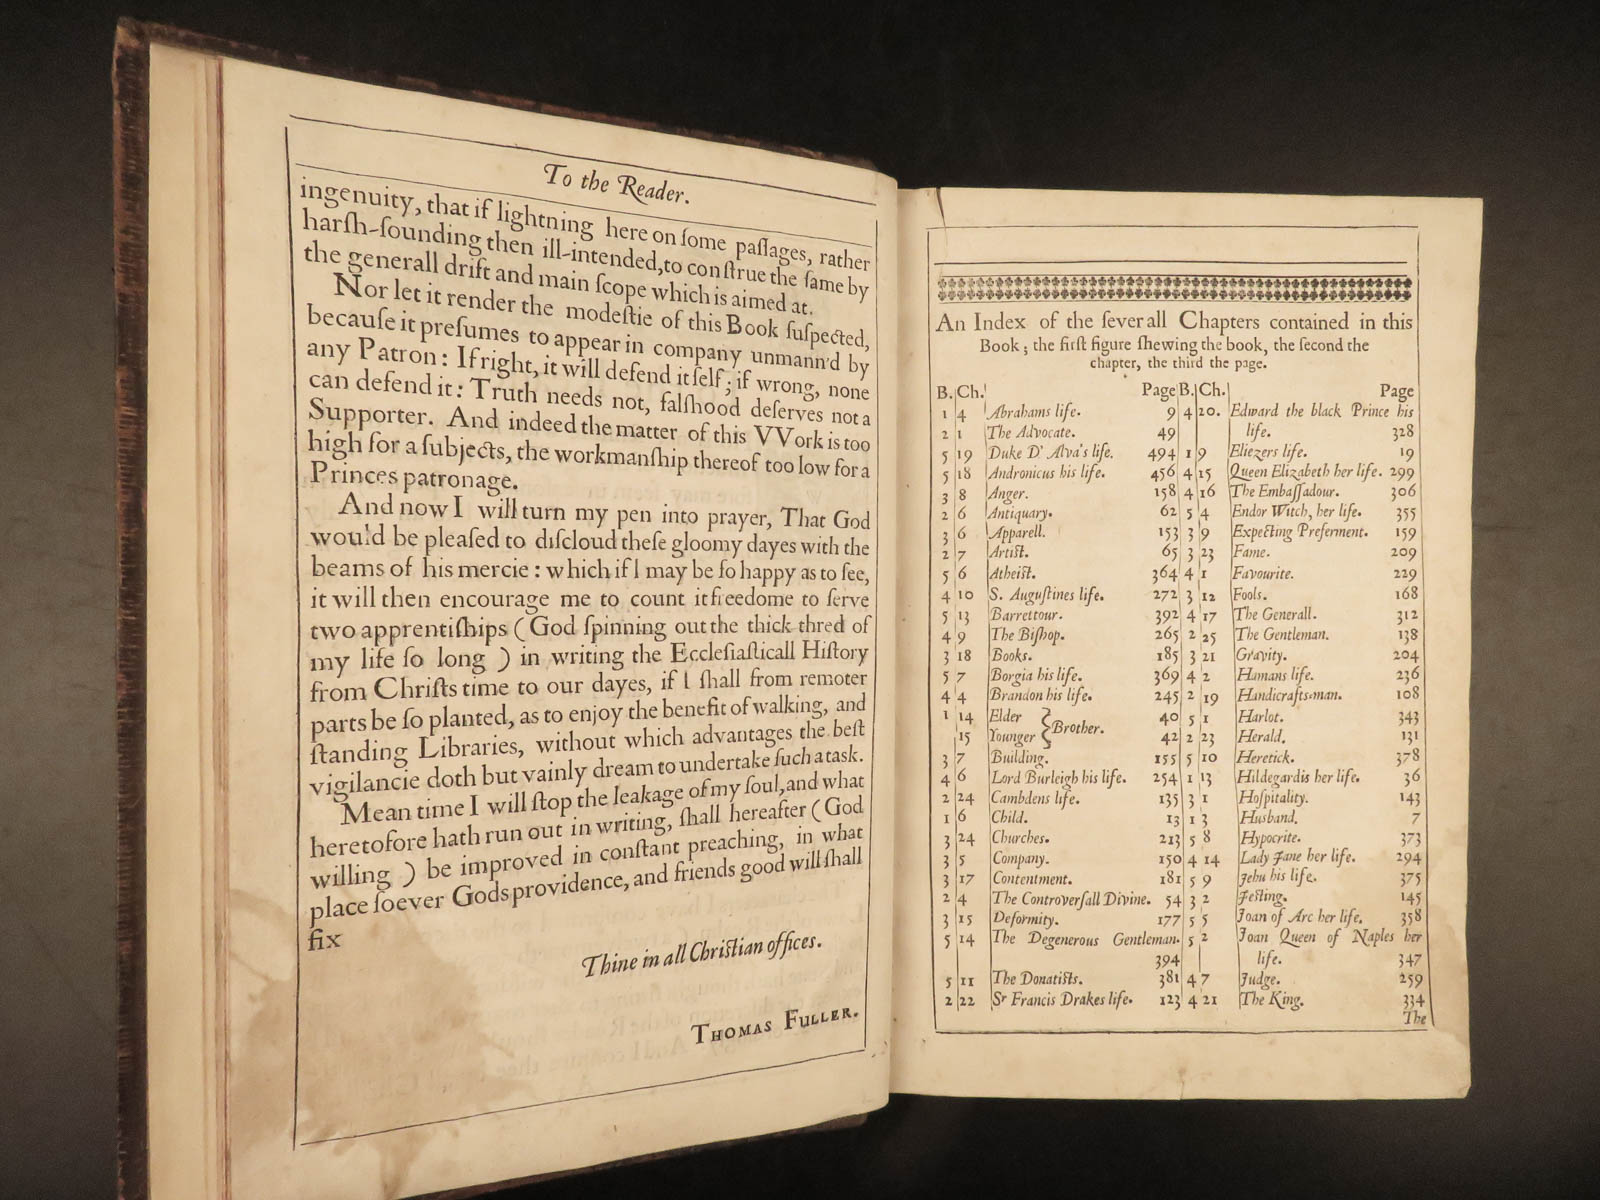 To the Reader.
ingenuity, that if lightning here on ſome paſſages, rather
harſh-ſounding then ill-intended, to conſtrue the ſame by
the generall drift and main ſcope which is aimed at.
Nor let it render the modeſtie of this Book ſuſpected,
becauſe it preſumes to appear in company unmann'd by
any Patron: If right, it will defend it ſelf; if wrong, none
can defend it: Truth needs not, falſhood deſerves not a
Supporter. And indeed the matter of this VVork is too
high for a ſubjects, the workmanſhip thereof too low for a
Princes patronage.
And now I will turn my pen into prayer, That God
would be pleaſed to diſcloud theſe gloomy dayes with the
beams of his mercie: which if I may be ſo happy as to ſee,
it will then encourage me to count it freedome to ſerve
two apprentiſhips (God ſpinning out the thick thred of
my life ſo long) in writing the Eccleſiaſticall Hiſtory
from Chriſts time to our dayes, if I ſhall from remoter
parts be ſo planted, as to enjoy the benefit of walking, and
ſtanding Libraries, without which advantages the beſt
vigilancie doth but vainly dream to undertake ſuch a task.
Mean time I will ſtop the leakage of my ſoul, and what
heretofore hath run out in writing, ſhall hereafter (God
willing) be improved in conſtant preaching, in what
place ſoever Gods providence, and friends good will ſhall
fix
Thine in all Chriſtian offices.
THOMAS FULLER.
An Index of the ſeverall Chapters contained in this
Book; the firſt figure ſhewing the book, the ſecond the
chapter, the third the page.
B. Ch. Page
1 4 Abrahams life. 9
2 1 The Advocate. 49
5 19 Duke D' Alva's life. 494
5 18 Andronicus his life. 456
3 8 Anger. 158
2 6 Antiquary. 62
3 6 Apparell. 153
2 7 Artiſt. 65
5 6 Atheiſt. 364
4 10 S. Auguſtines life. 272
5 13 Barrettour. 392
4 9 The Biſhop. 265
3 18 Books. 185
5 7 Borgia his life. 369
4 4 Brandon his life. 245
1 14 Elder 40
Brother.
15 Younger 42
3 7 Building. 155
4 6 Lord Burleigh his life. 254
2 24 Cambdens life. 135
1 6 Child. 13
3 24 Churches. 213
3 5 Company. 150
3 17 Contentment. 181
2 4 The Controverſall Divine. 54
3 15 Deformity. 177
5 14 The Degenerous Gentleman.
394
5 11 The Donatiſts. 381
2 22 Sr Francis Drakes life. 123
B. Ch. Page
4 20. Edward the black Prince his
life. 328
1 9 Eliezers life. 19
4 15 Queen Elizabeth her life. 299
4 16 The Embaſſadour. 306
5 4 Endor Witch, her life. 355
3 9 Expecting Preferment. 159
3 23 Fame. 209
4 1 Favourite. 229
3 12 Fools. 168
4 17 The Generall. 312
2 25 The Gentleman. 138
3 21 Gravity. 204
4 2 Hamans life. 236
2 19 Handicrafts-man. 108
5 1 Harlot. 343
2 23 Herald. 131
5 10 Heretick. 378
1 13 Hildegardis her life. 36
3 1 Hoſpitality. 143
1 3 Husband. 7
5 8 Hypocrite. 373
4 14 Lady Jane her life. 294
5 9 Jehu his life. 375
3 2 Jeſting. 145
5 5 Joan of Arc her life. 358
5 2 Joan Queen of Naples her
life. 347
4 7 Judge. 259
4 21 The King. 334
The